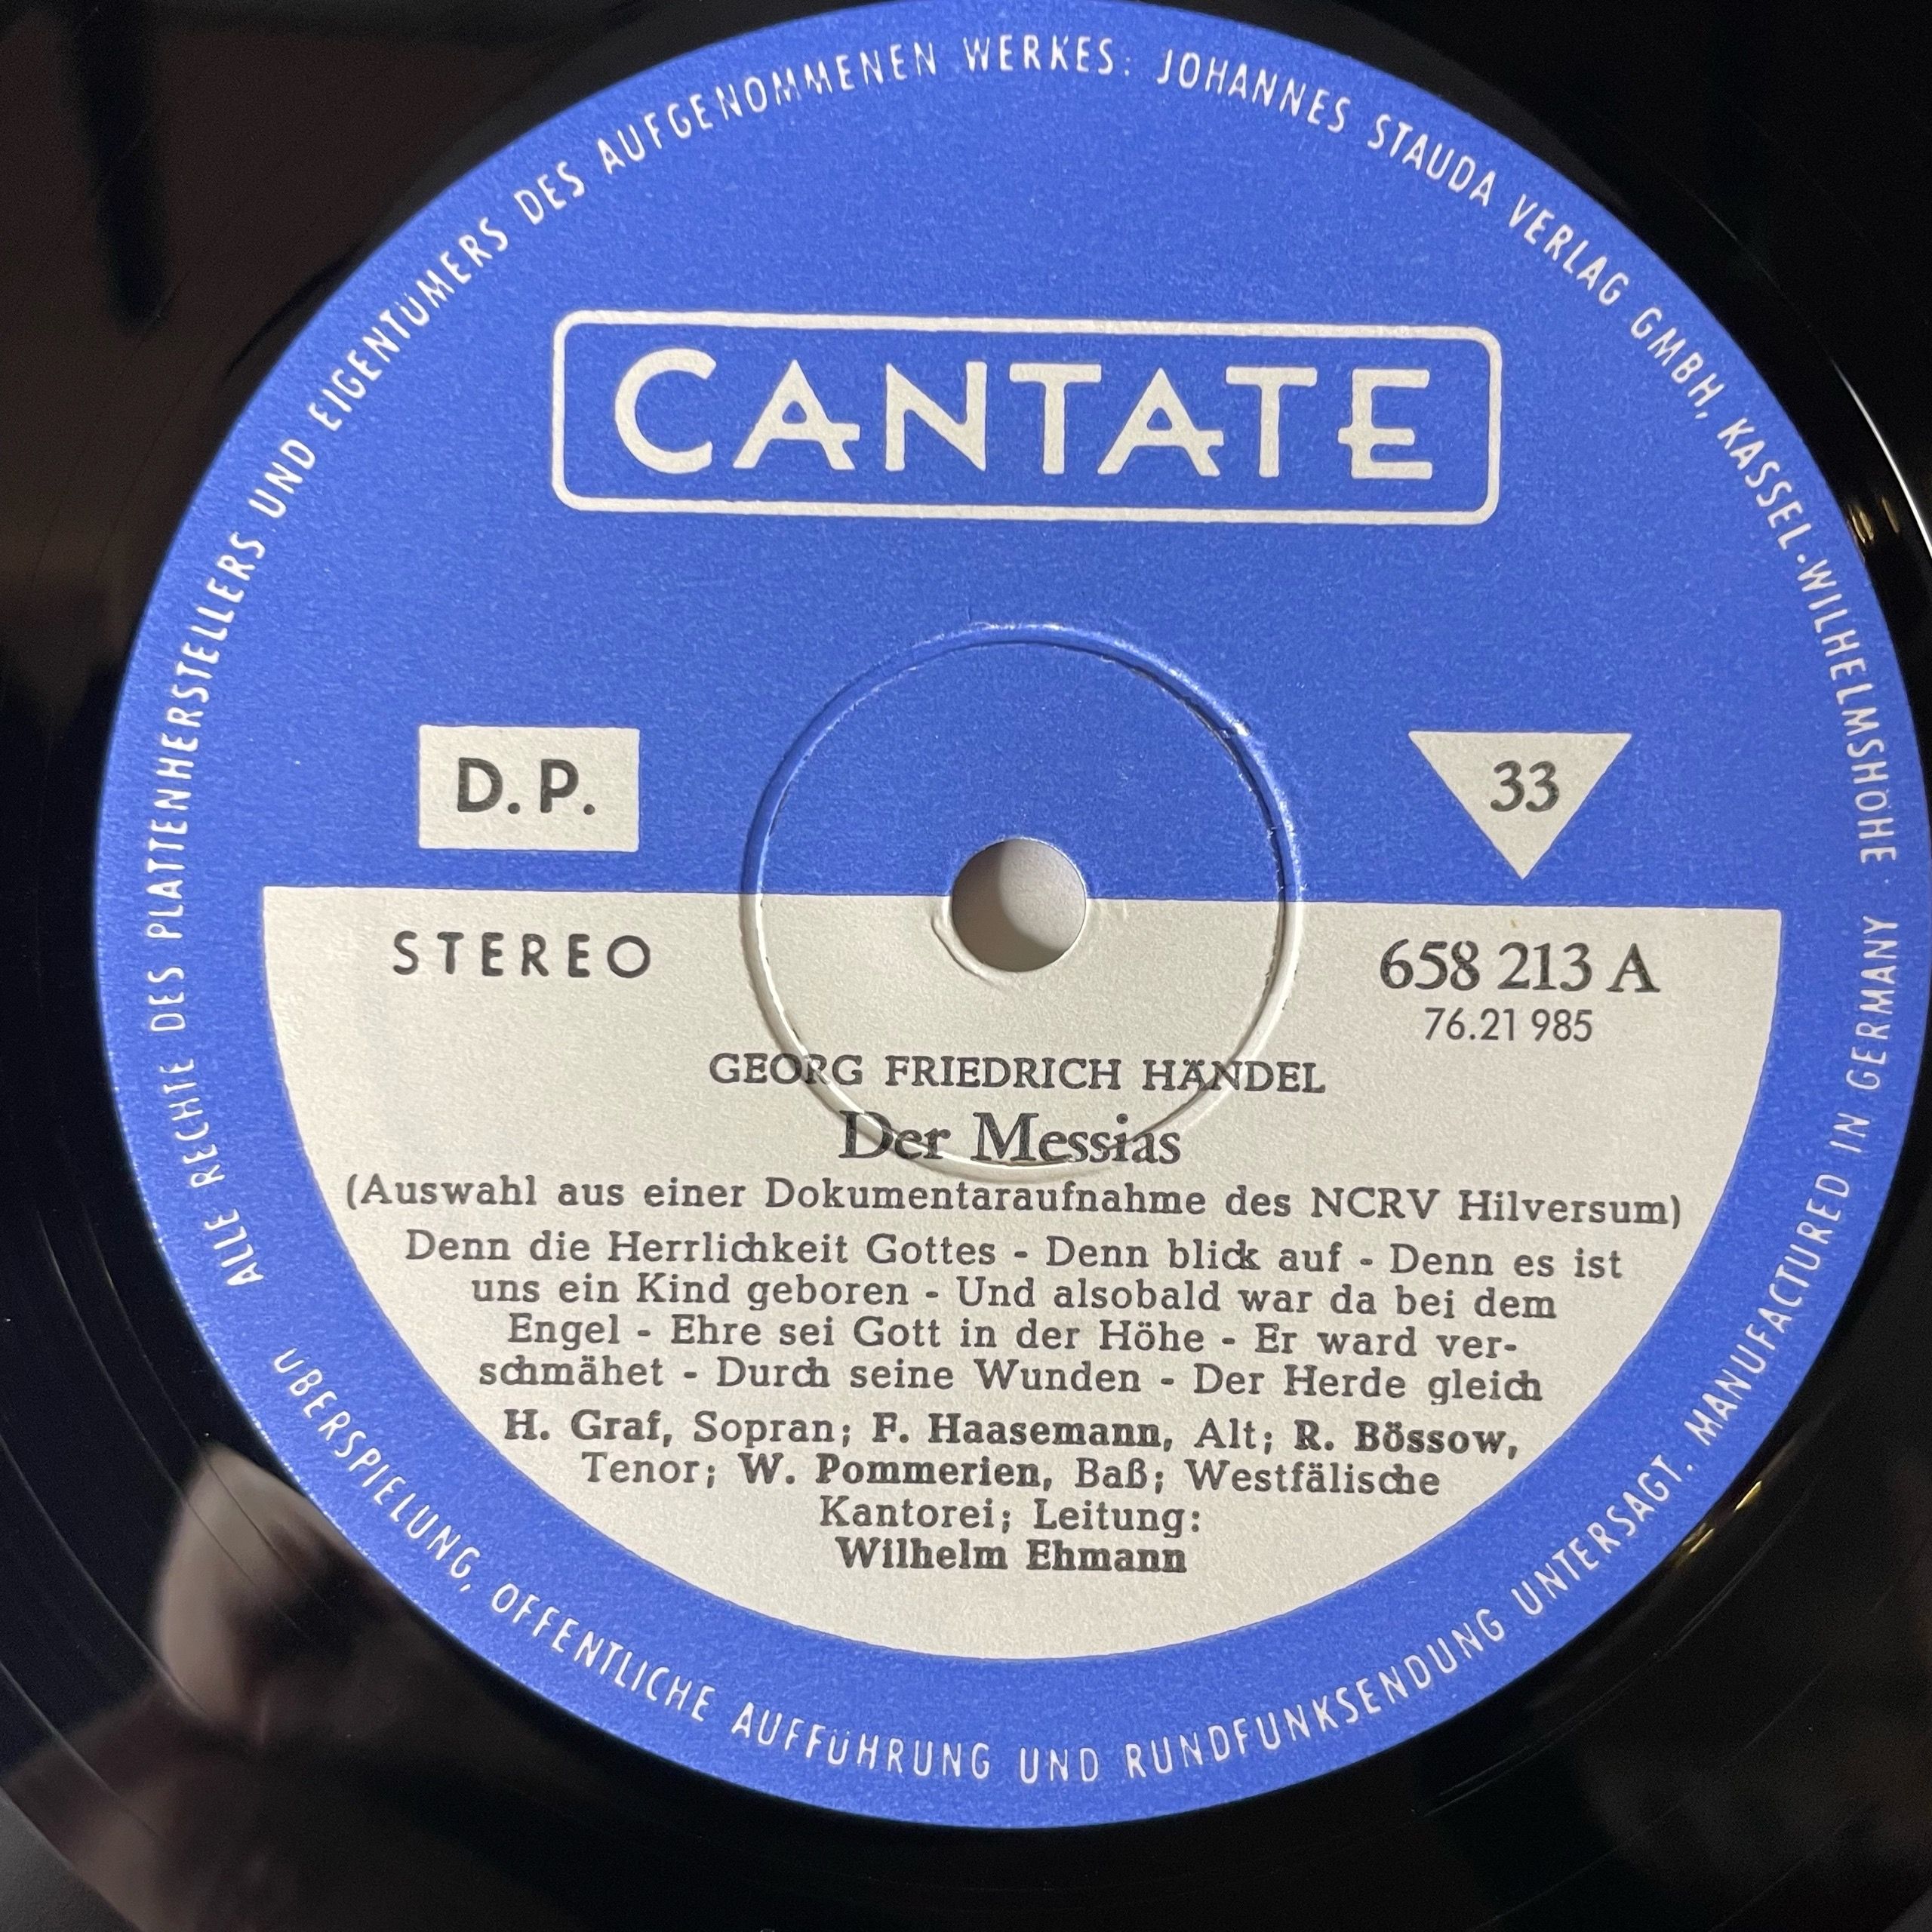 ALLE RECHTE DES PLATTENHERSTELLERS UND EIGENTÜMERS DES AUFGENOMMENEN WERKES: JOHANNES STAUDA VERLAG GMBH, KASSEL-WILHELMSHÖHE
CANTATE
D.P.
33
STEREO
658 213 A
76.21 985
GEORG FRIEDRICH HÄNDEL
Der Messias
(Auswahl aus einer Dokumentaraufnahme des NCRV Hilversum)
Denn die Herrlichkeit Gottes - Denn blick auf - Denn es ist
uns ein Kind geboren - Und alsobald war da bei dem
Engel - Ehre sei Gott in der Höhe - Er ward ver-
schmähet - Durch seine Wunden - Der Herde gleich
H. Graf, Sopran; F. Haasemann, Alt; R. Bössow,
Tenor; W. Pommerien, Baß; Westfälische
Kantorei; Leitung:
Wilhelm Ehmann
ÜBERSPIELUNG, ÖFFENTLICHE AUFFÜHRUNG UND RUNDFUNKSENDUNG UNTERSAGT. MANUFACTURED IN GERMANY